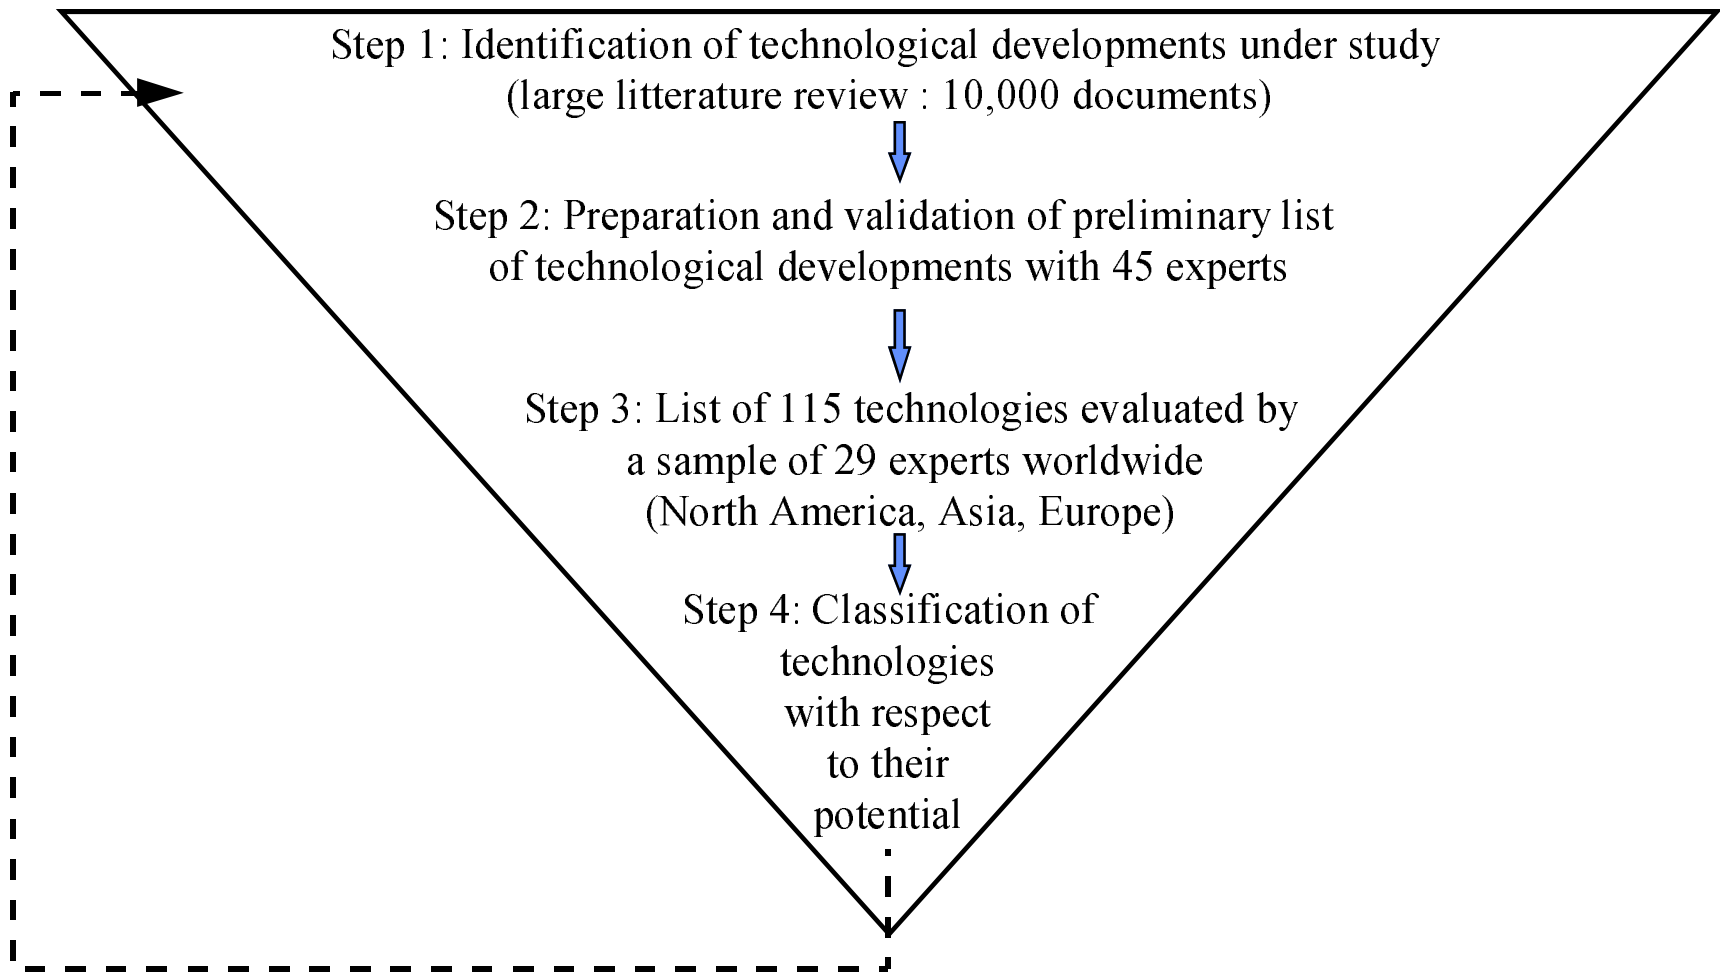 Step 1: Identification of technological developments under study
(large litterature review : 10,000 documents)
Step 2: Preparation and validation of preliminary list
of technological developments with 45 experts
Step 3: List of 115 technologies evaluated by
a sample of 29 experts worldwide
(North America, Asia, Europe)
Step 4: Classification of
technologies
with respect
to their
potential